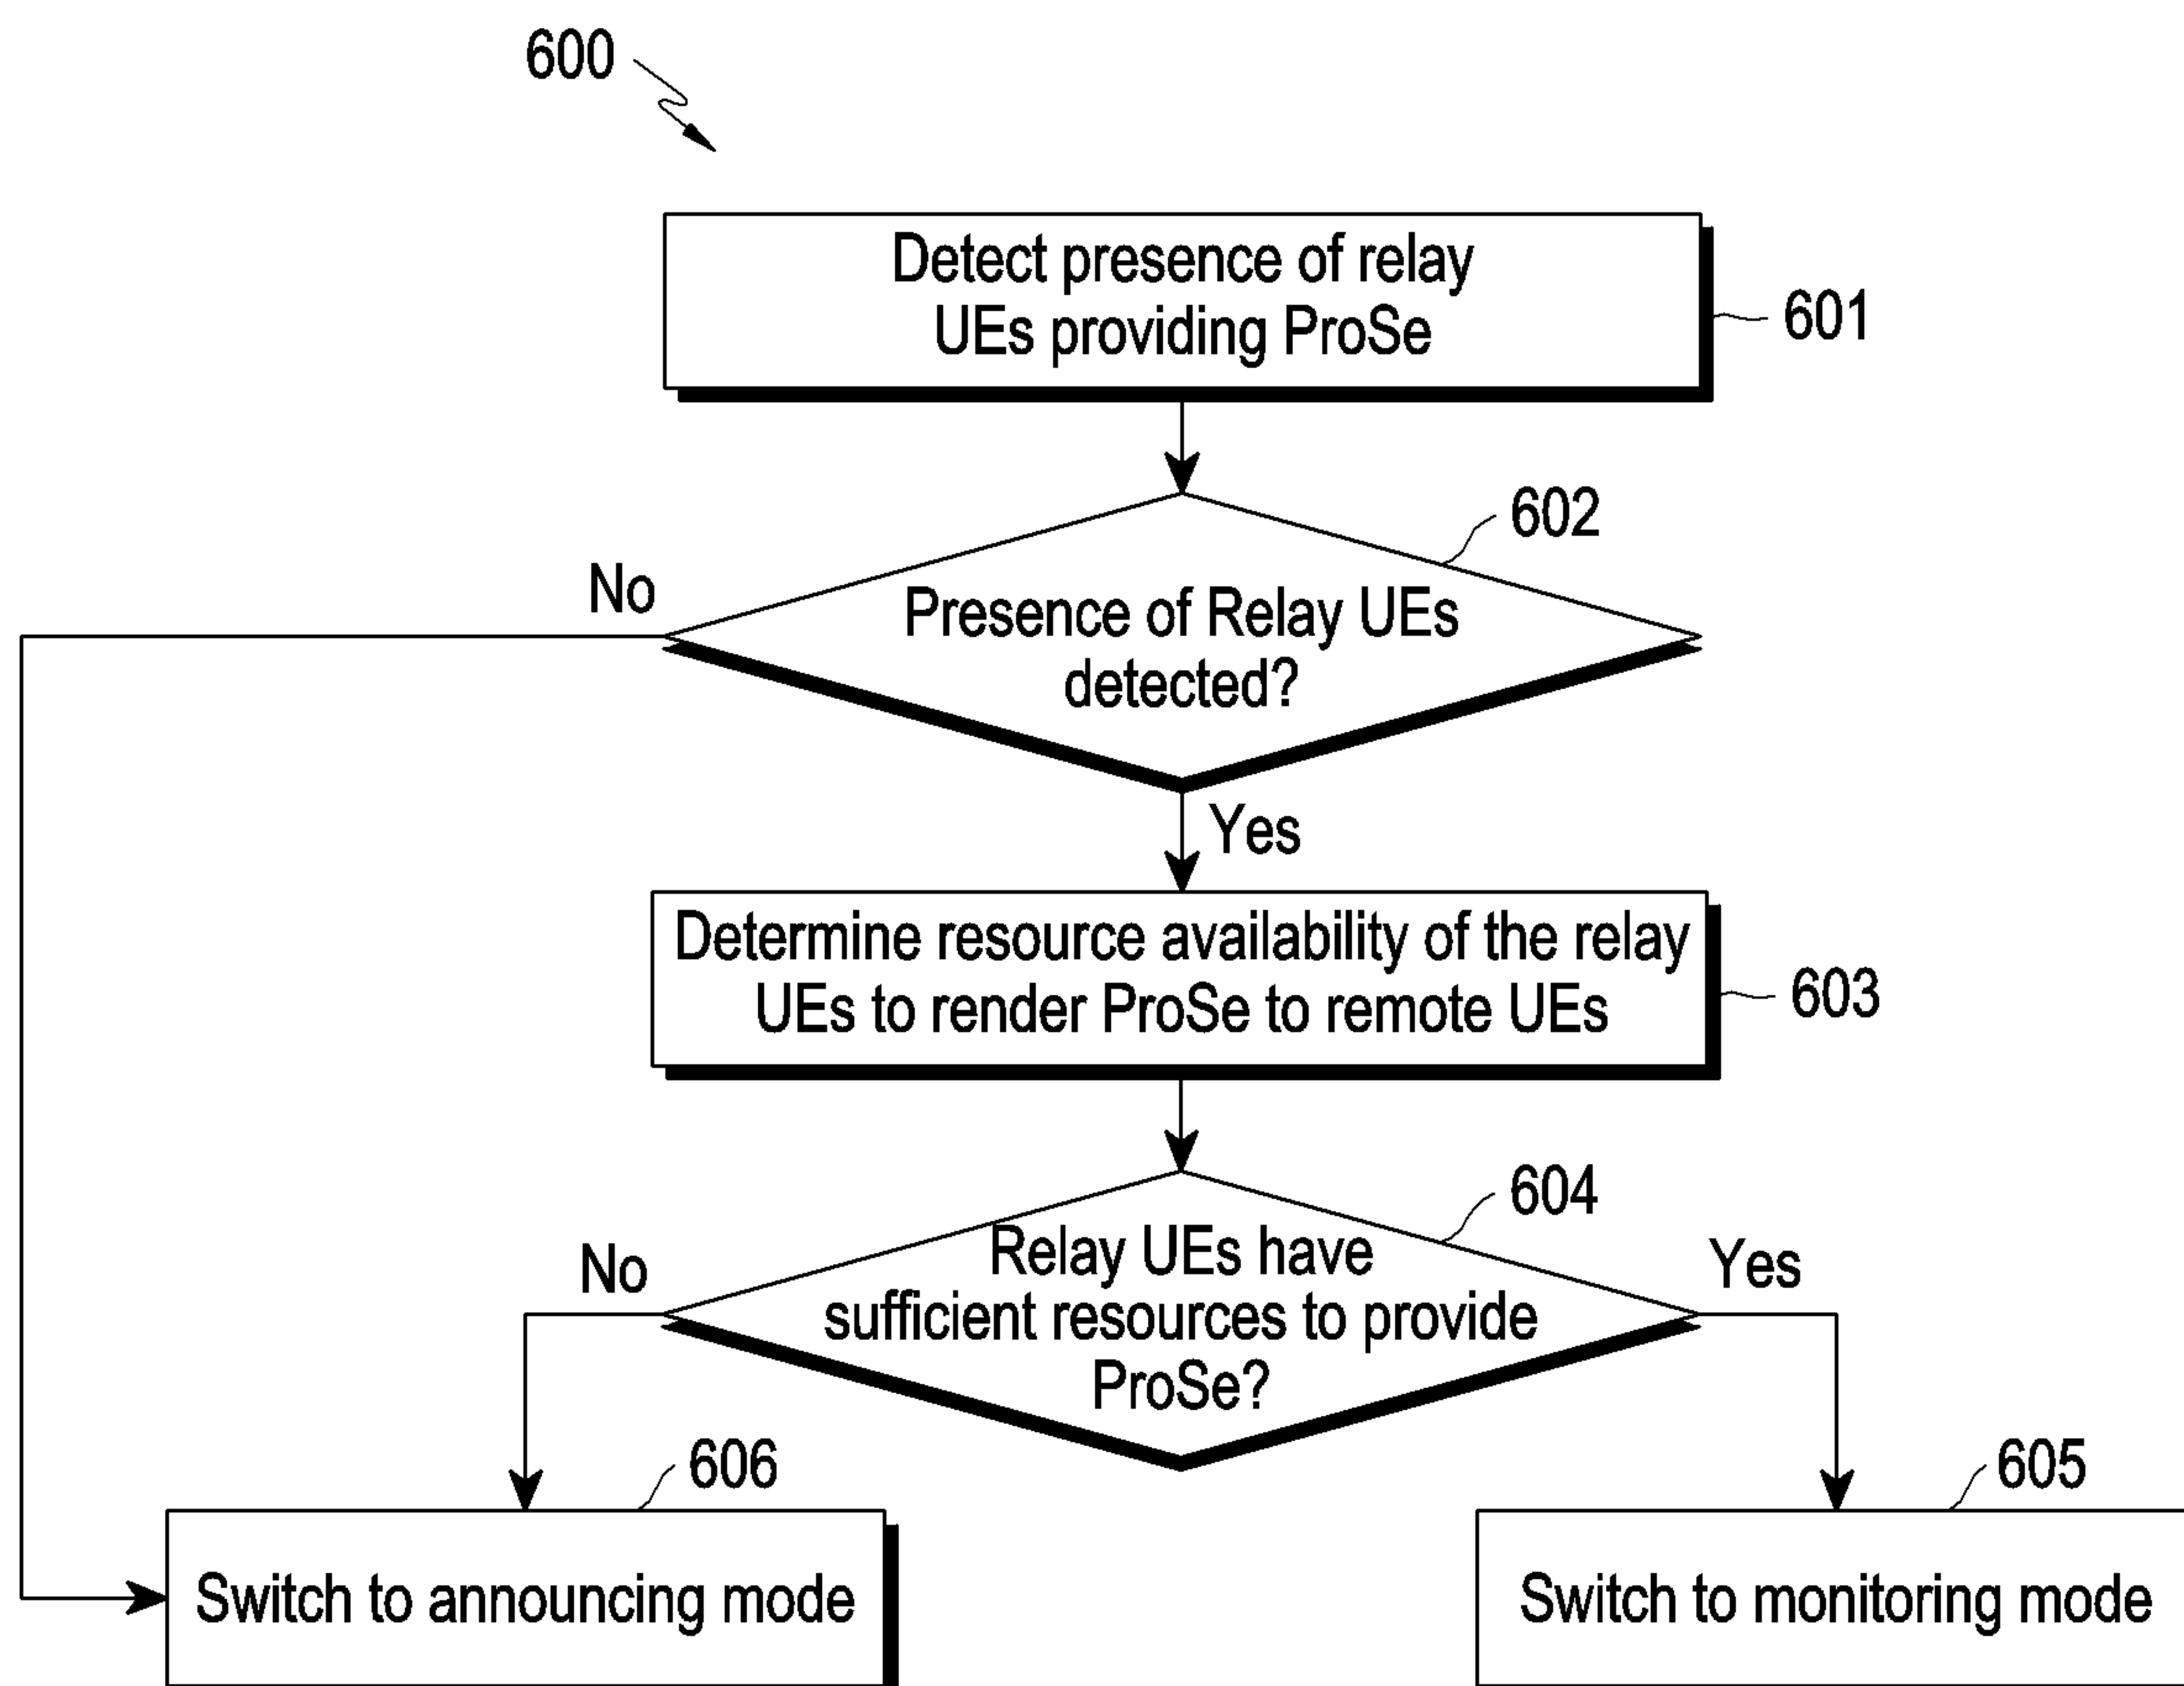 600
Detect presence of relay
UEs providing ProSe
601
602
No
Presence of Relay UEs
detected?
Yes
Determine resource availability of the relay
UEs to render ProSe to remote UEs
603
604
No
Relay UEs have
sufficient resources to provide
ProSe?
Yes
606
605
Switch to announcing mode
Switch to monitoring mode